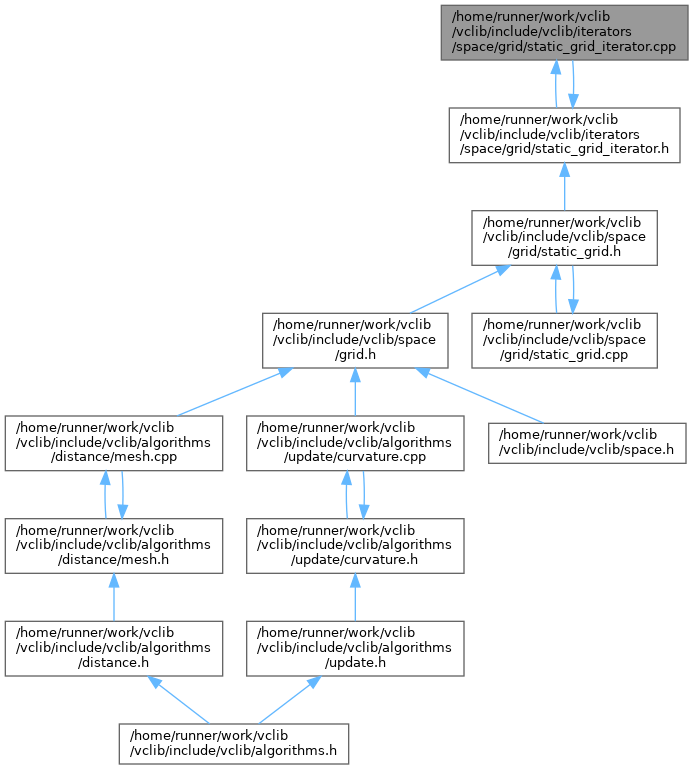 /home/runner/work/vclib
/vclib/include/vclib/iterators
/space/grid/static_grid_iterator.cpp
/home/runner/work/vclib
/vclib/include/vclib/iterators
/space/grid/static_grid_iterator.h
/home/runner/work/vclib
/vclib/include/vclib/space
/grid/static_grid.h
/home/runner/work/vclib
/vclib/include/vclib/space
/grid.h
/home/runner/work/vclib
/vclib/include/vclib/space
/grid/static_grid.cpp
/home/runner/work/vclib
/vclib/include/vclib/algorithms
/distance/mesh.cpp
/home/runner/work/vclib
/vclib/include/vclib/algorithms
/update/curvature.cpp
/home/runner/work/vclib
/vclib/include/vclib/space.h
/home/runner/work/vclib
/vclib/include/vclib/algorithms
/distance/mesh.h
/home/runner/work/vclib
/vclib/include/vclib/algorithms
/update/curvature.h
/home/runner/work/vclib
/vclib/include/vclib/algorithms
/distance.h
/home/runner/work/vclib
/vclib/include/vclib/algorithms
/update.h
/home/runner/work/vclib
/vclib/include/vclib/algorithms.h